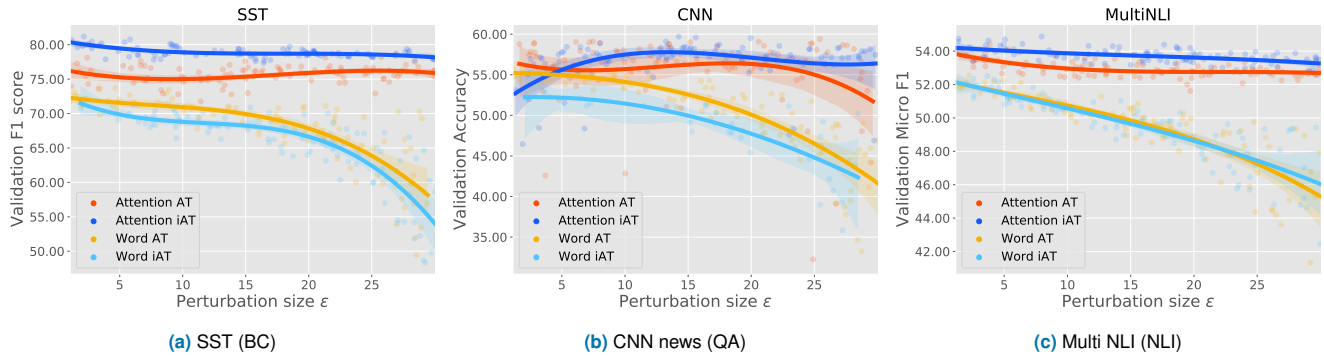 SST
Validation F1 score
80.00
75.00
70.00
65.00
60.00
55.00
50.00
Attention AT
Attention iAT
Word AT
Word iAT
5 10 15 20 25
Perturbation size ε
(a) SST (BC)
CNN
Validation Accuracy
60.00
55.00
50.00
45.00
40.00
35.00
Attention AT
Attention iAT
Word AT
Word iAT
5 10 15 20 25
Perturbation size ε
(b) CNN news (QA)
MultiNLI
Validation Micro F1
54.00
52.00
50.00
48.00
46.00
44.00
42.00
Attention AT
Attention iAT
Word AT
Word iAT
5 10 15 20 25
Perturbation size ε
(c) Multi NLI (NLI)